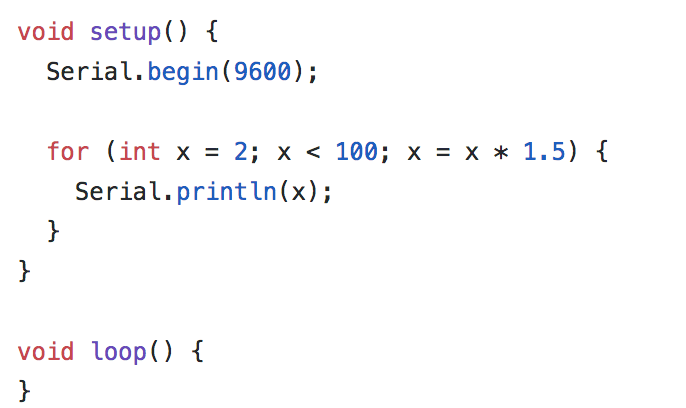 void setup() {
  Serial.begin(9600);

  for (int x = 2; x < 100; x = x * 1.5) {
    Serial.println(x);
  }
}

void loop() {
}